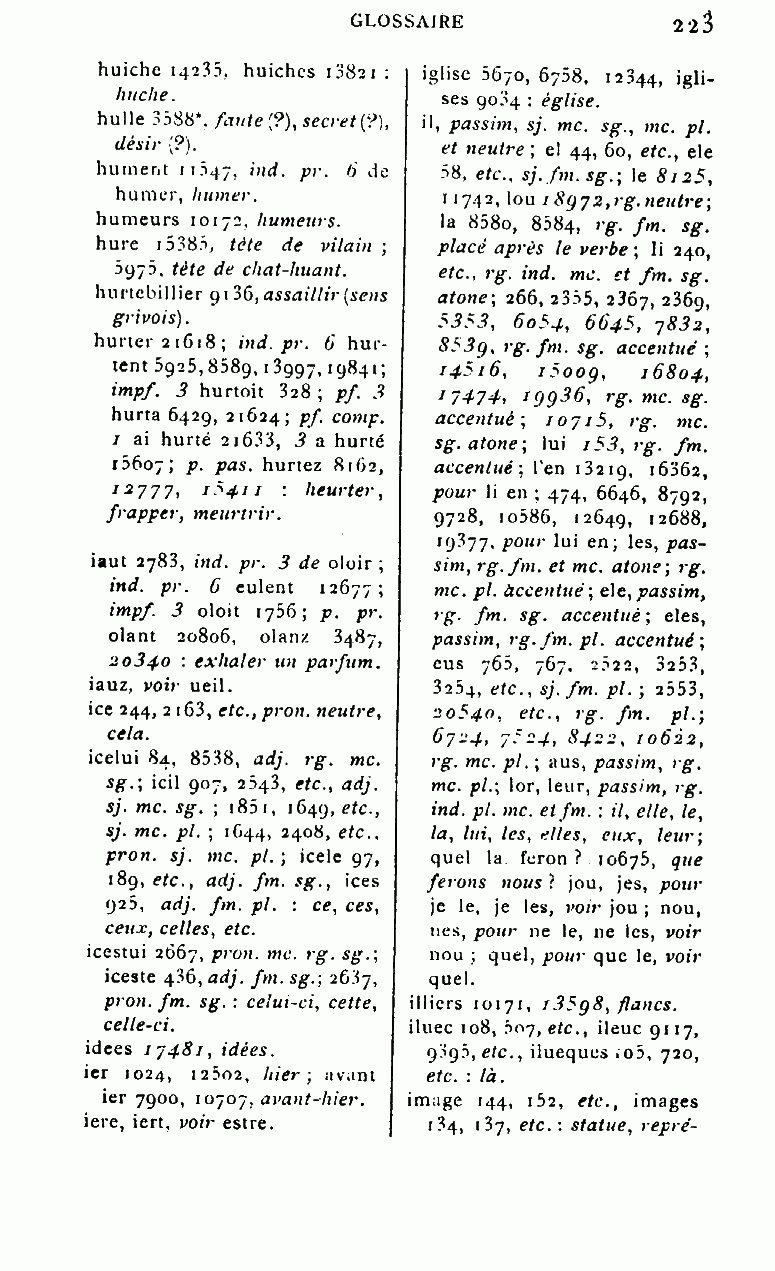 GLOSSAIRE 223
huiche 14235, huiches 13821 :
huche.
hulle 3588*, faute (?), secret (?),
désir (?).
hument 11547, ind. pr. 6 de
humer, humer.
humeurs 10172, humeurs.
hure 15385, tête de vilain ;
5975, tête de chat-huant.
hurtebillier 9136, assaillir (sens
grivois).
hurter 21618 ; ind. pr. 6 hur-
tent 5925, 8589, 13997, 19841 ;
impf. 3 hurtoit 328 ; pf. 3
hurta 6429, 21624 ; pf. comp.
1 ai hurté 21633, 3 a hurté
15607 ; p. pas. hurtez 8162,
12777, 15411 : heurter,
frapper, meurtrir.
iaut 2783, ind. pr. 3 de oloir ;
ind. pr. 6 eulent 12677 ;
impf. 3 oloit 1756 ; p. pr.
olant 20806, olanz 3487,
20340 : exhaler un parfum.
iauz, voir ueil.
ice 244, 2163, etc., pron. neutre,
cela.
icelui 84, 8538, adj. rg. mc.
sg. ; icil 907, 2543, etc., adj.
sj. mc. sg. ; 1851, 1649, etc.,
sj. mc. pl. ; 1644, 2408, etc.,
pron. sj. mc. pl. ; icele 97,
189, etc., adj. fm. sg., ices
925, adj. fm. pl. : ce, ces,
ceux, celles, etc.
icestui 2667, pron. mc. rg. sg. ;
iceste 436, adj. fm. sg. ; 2637,
pron. fm. sg. : celui-ci, cette,
celle-ci.
idees 17481, idées.
ier 1024, 12502, hier ; avant
ier 7900, 10707, avant-hier.
iere, iert, voir estre.
iglise 5670, 6758, 12344, igli-
ses 9034 : église.
il, passim, sj. mc. sg., mc. pl.
et neutre ; el 44, 60, etc., ele
58, etc., sj. fm. sg. ; le 8125,
11742, lou 18972, rg. neutre ;
la 8580, 8584, rg. fm. sg.
placé après le verbe ; li 240,
etc., rg. ind. mc. et fm. sg.
atone ; 266, 2355, 2367, 2369,
5353, 6054, 6645, 7832,
8539, rg. fm. sg. accentué ;
14516, 15009, 16804,
17474, 19936, rg. mc. sg.
accentué ; 10715, rg. mc.
sg. atone ; lui 153, rg. fm.
accentué ; l'en 13219, 16362,
pour li en ; 474, 6646, 8792,
9728, 10586, 12649, 12688,
19377, pour lui en ; les, pas-
sim, rg. fm. et mc. atone ; rg.
mc. pl. accentué ; ele, passim,
rg. fm. sg. accentué ; eles,
passim, rg. fm. pl. accentué ;
eus 765, 767, 2522, 3253,
3254, etc., sj. fm. pl. ; 2553,
20540, etc., rg. fm. pl. ;
6724, 7524, 8422, 10622,
rg. mc. pl. ; aus, passim, rg.
mc. pl. ; lor, leur, passim, rg.
ind. pl. mc. et fm. : il, elle, le,
la, lui, les, elles, eux, leur ;
quel la feron ? 10675, que
ferons nous ? jou, jes, pour
je le, je les, voir jou ; nou,
nes, pour ne le, ne les, voir
nou ; quel, pour que le, voir
quel.
illiers 10171, 13598, flancs.
iluec 108, 507, etc., ileuc 9117,
9395, etc., ilueques 105, 720,
etc. : là.
image 144, 152, etc., images
134, 137, etc. : statue, repré-